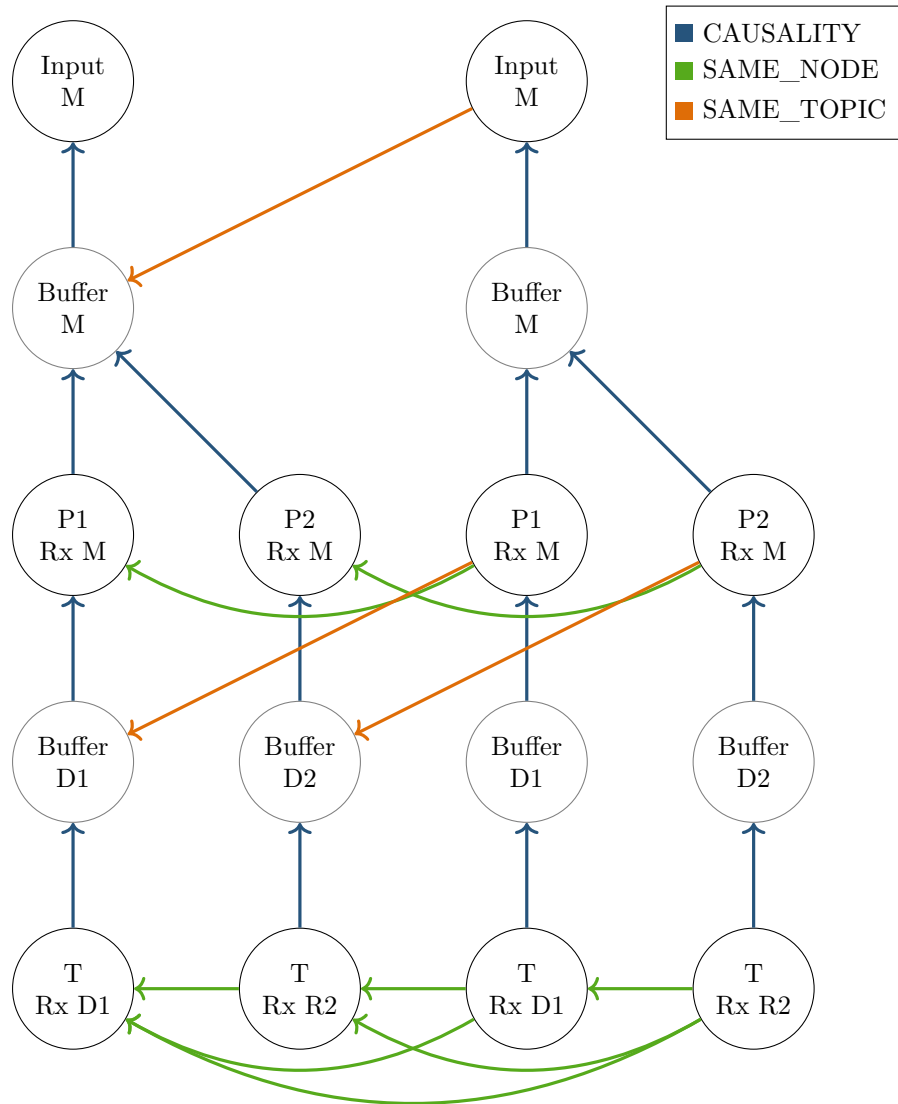 CAUSALITY
SAME_NODE
SAME_TOPIC
Input
M
Input
M
Buffer
M
Buffer
M
P1
Rx M
P2
Rx M
P1
Rx M
P2
Rx M
Buffer
D1
Buffer
D2
Buffer
D1
Buffer
D2
T
Rx D1
T
Rx R2
T
Rx D1
T
Rx R2